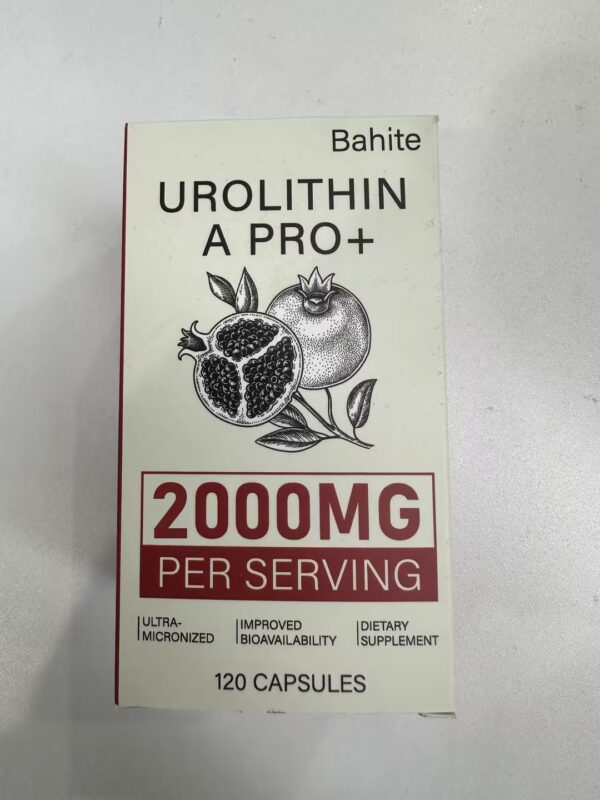 Bahite
UROLITHIN
A PRO+
2000MG
PER SERVING
ULTRA-
MICRONIZED
IMPROVED
BIOAVAILABILITY
DIETARY
SUPPLEMENT
120 CAPSULES